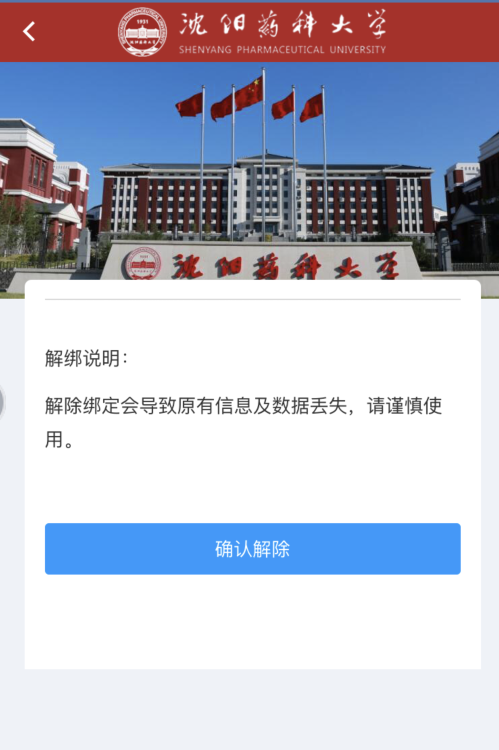 沈阳药科大学
SHENYANG PHARMACEUTICAL UNIVERSITY
1931
沈阳药科大学
解绑说明：
解除绑定会导致原有信息及数据丢失，请谨慎使
用。
确认解除